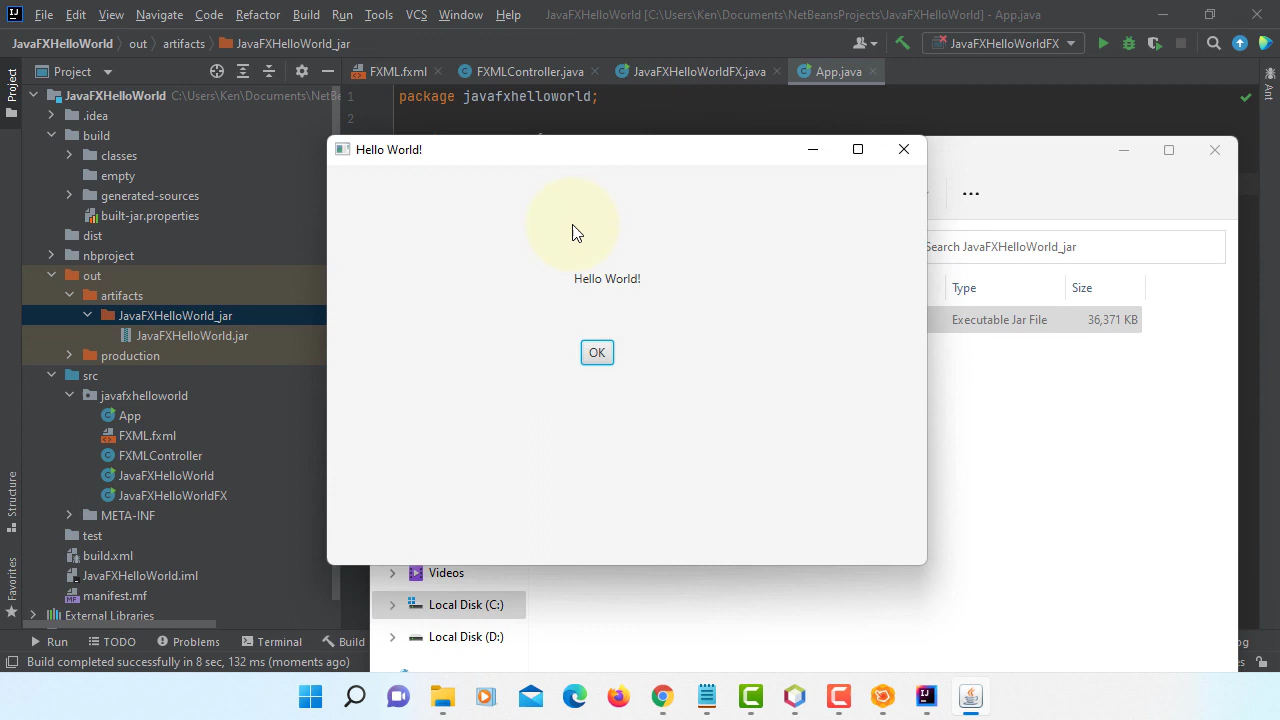 File Edit View Navigate Code Refactor Build Run Tools VCS Window Help JavaFXHelloWorld [C:\Users\Ken\Documents\NetBeansProjects\JavaFXHelloWorld] - App.java
JavaFXHelloWorld out artifacts JavaFXHelloWorld_jar JavaFXHelloWorldFX
Project FXML.fxml FXMLController.java JavaFXHelloWorldFX.java App.java
Project
Ant
JavaFXHelloWorld C:\Users\Ken\Documents\NetBe
1 package javafxhelloworld;
2
.idea
build
classes
empty
generated-sources
built-jar.properties
dist
nbproject
out
artifacts
JavaFXHelloWorld_jar
JavaFXHelloWorld.jar
production
src
javafxhelloworld
App
FXML.fxml
FXMLController
JavaFXHelloWorld
JavaFXHelloWorldFX
META-INF
test
build.xml
JavaFXHelloWorld.iml
manifest.mf
External Libraries
Structure
Favorites
Hello World!
Hello World!
OK
Search JavaFXHelloWorld_jar
Type Size
Executable Jar File 36,371 KB
Videos
Local Disk (C:)
Local Disk (D:)
Run TODO Problems Terminal Build
Build completed successfully in 8 sec, 132 ms (moments ago)